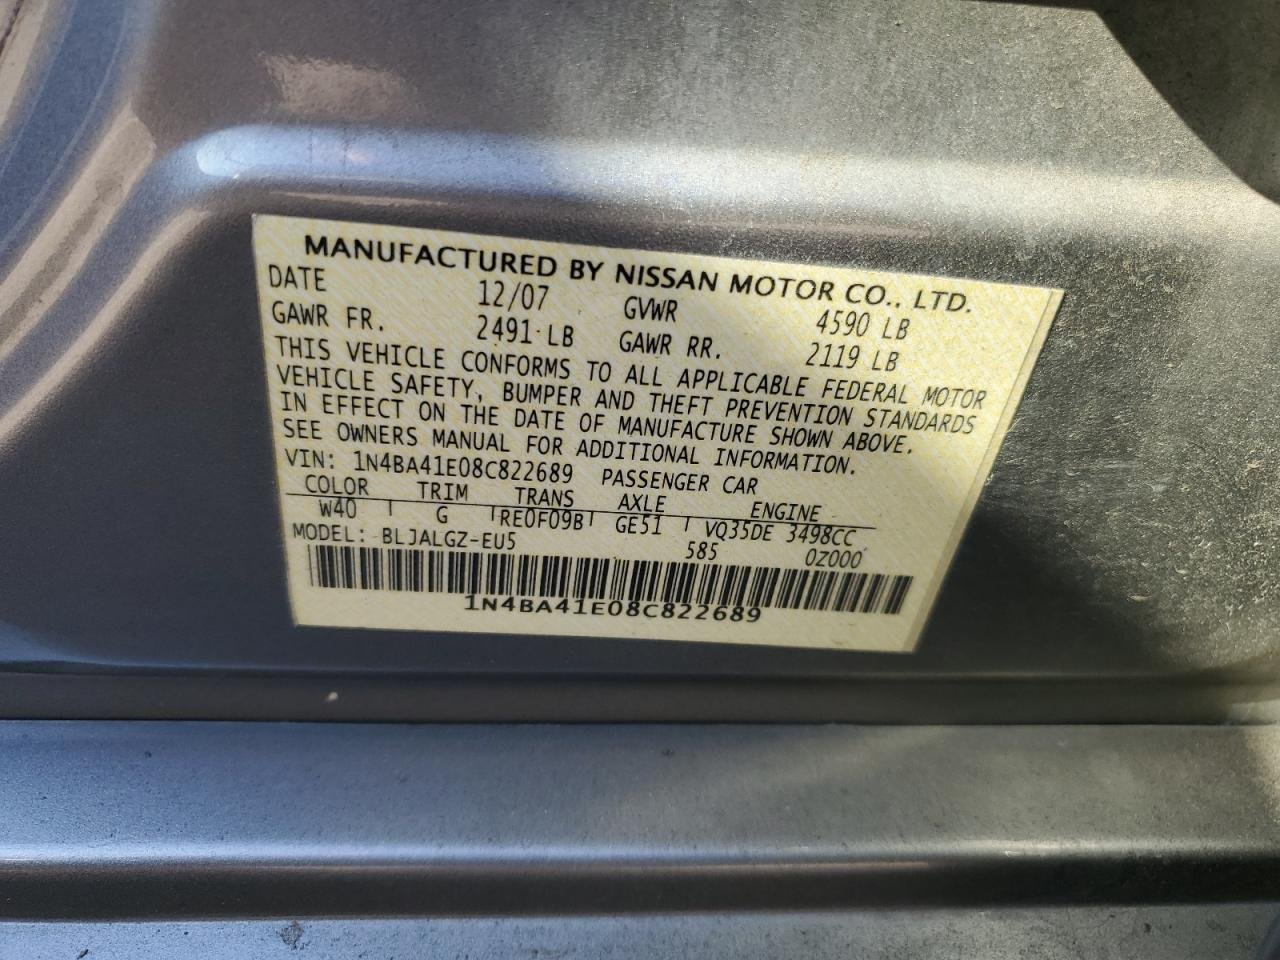 MANUFACTURED BY NISSAN MOTOR CO., LTD.
DATE 12/07 GVWR 4590 LB
GAWR FR. 2491 LB GAWR RR. 2119 LB
THIS VEHICLE CONFORMS TO ALL APPLICABLE FEDERAL MOTOR
VEHICLE SAFETY, BUMPER AND THEFT PREVENTION STANDARDS
IN EFFECT ON THE DATE OF MANUFACTURE SHOWN ABOVE.
SEE OWNERS MANUAL FOR ADDITIONAL INFORMATION.
VIN: 1N4BA41E08C822689 PASSENGER CAR
COLOR TRIM TRANS AXLE ENGINE
W40 G RE0F09B GE51 VQ35DE 3498CC
MODEL: BLJALGZ-EU5 585 0Z000
1N4BA41E08C822689